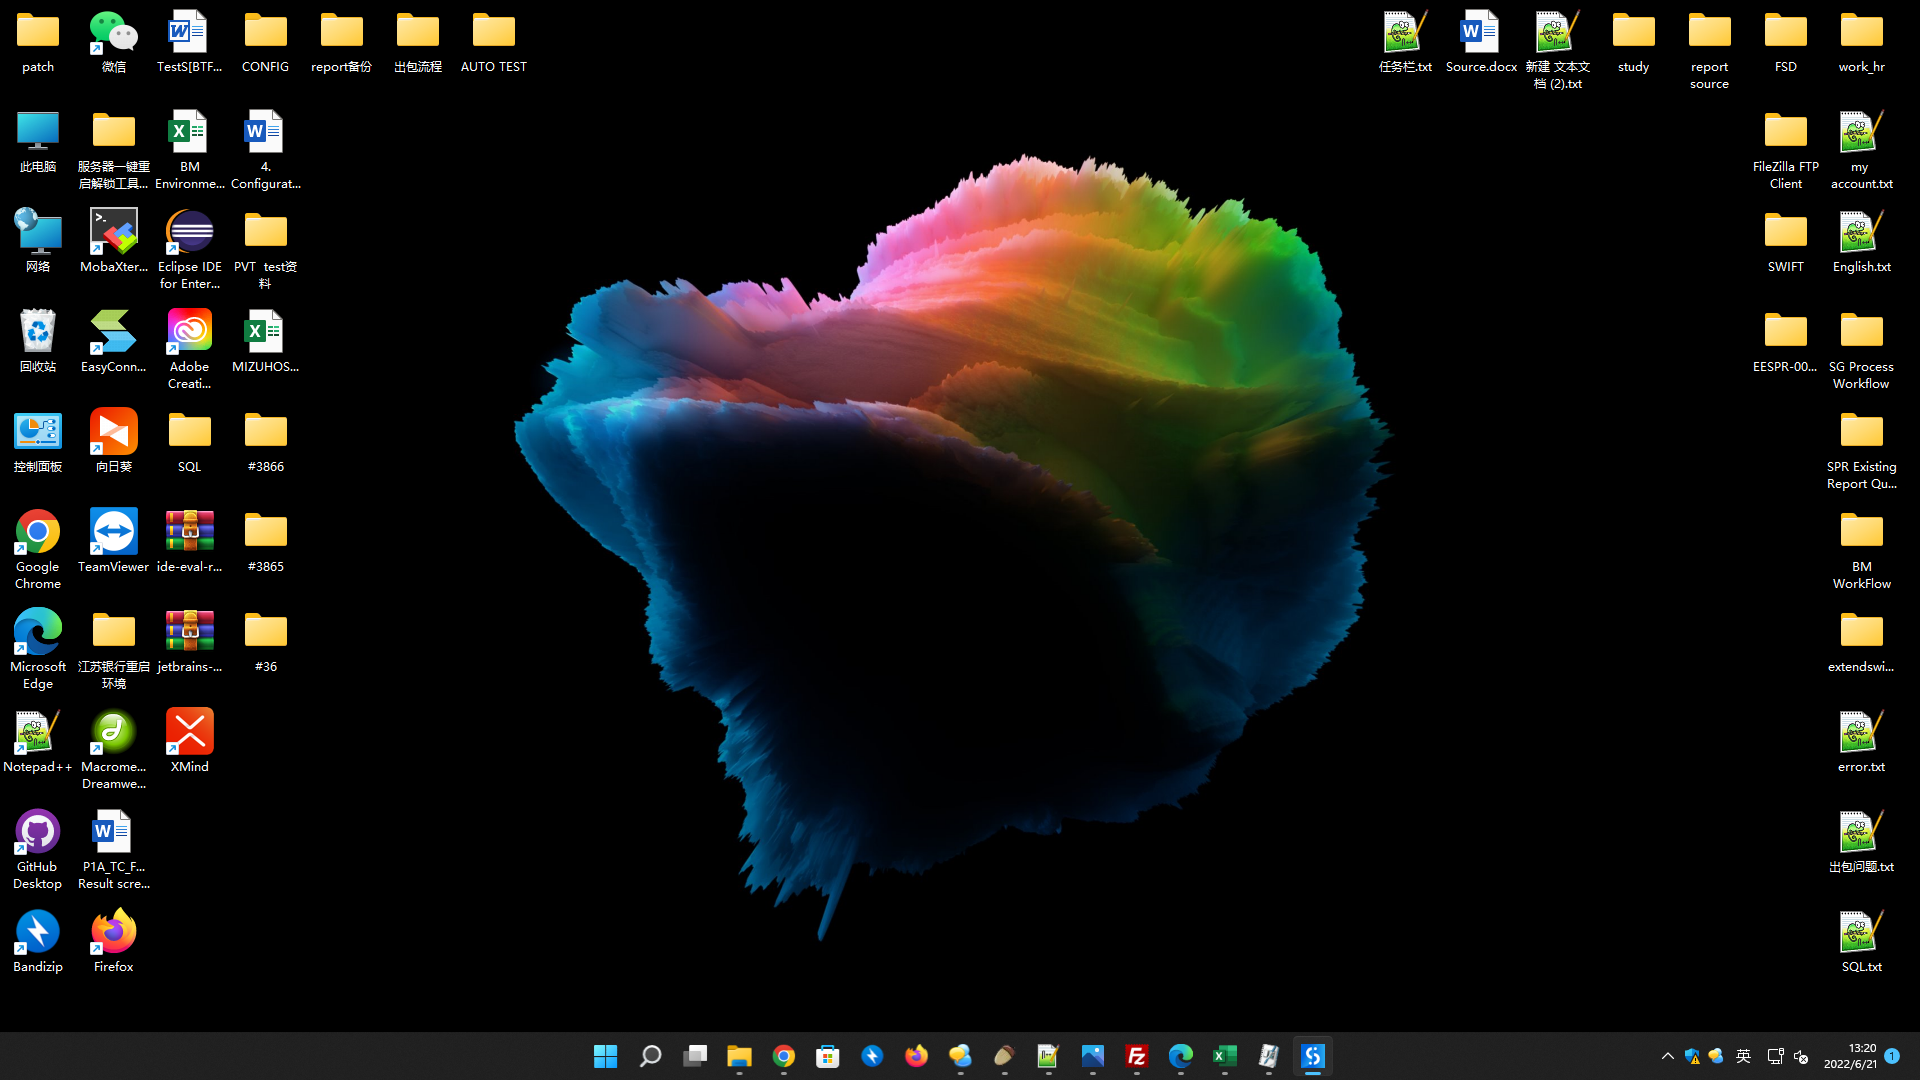 patch
微信
TestS[BTF...
CONFIG
report备份
出包流程
AUTO TEST
任务栏.txt
Source.docx
新建 文本文
档 (2).txt
study
report
source
FSD
work_hr
此电脑
服务器一键重
启解锁工具...
BM
Environme...
4.
Configurat...
FileZilla FTP
Client
my
account.txt
网络
MobaXter...
Eclipse IDE
for Enter...
PVT  test资
料
SWIFT
English.txt
回收站
EasyConn...
Adobe
Creati...
MIZUHOS...
EESPR-00...
SG Process
Workflow
控制面板
向日葵
SQL
#3866
SPR Existing
Report Qu...
Google
Chrome
TeamViewer
ide-eval-r...
#3865
BM
WorkFlow
Microsoft
Edge
江苏银行重启
环境
jetbrains-...
#36
extendswi...
Notepad++
Macrome...
Dreamwe...
XMind
error.txt
GitHub
Desktop
P1A_TC_F...
Result scre...
出包问题.txt
Bandizip
Firefox
SQL.txt
英
13:20
2022/6/21
1